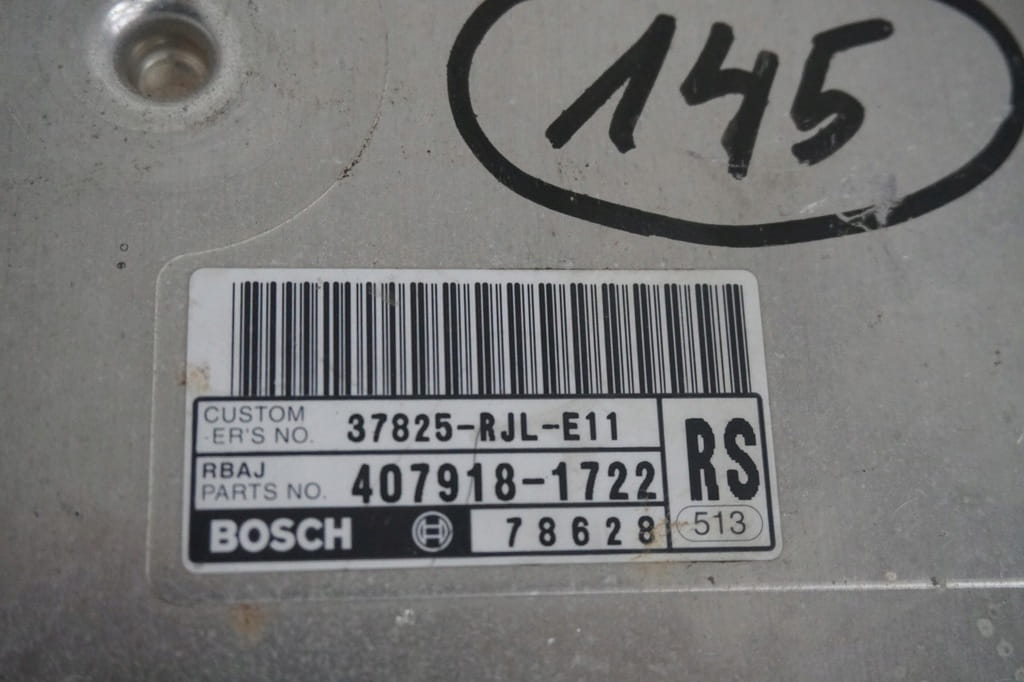 145
CUSTOM
-ER'S NO. 37825-RJL-E11
RBAJ
PARTS NO. 407918-1722
RS
BOSCH 78628
513